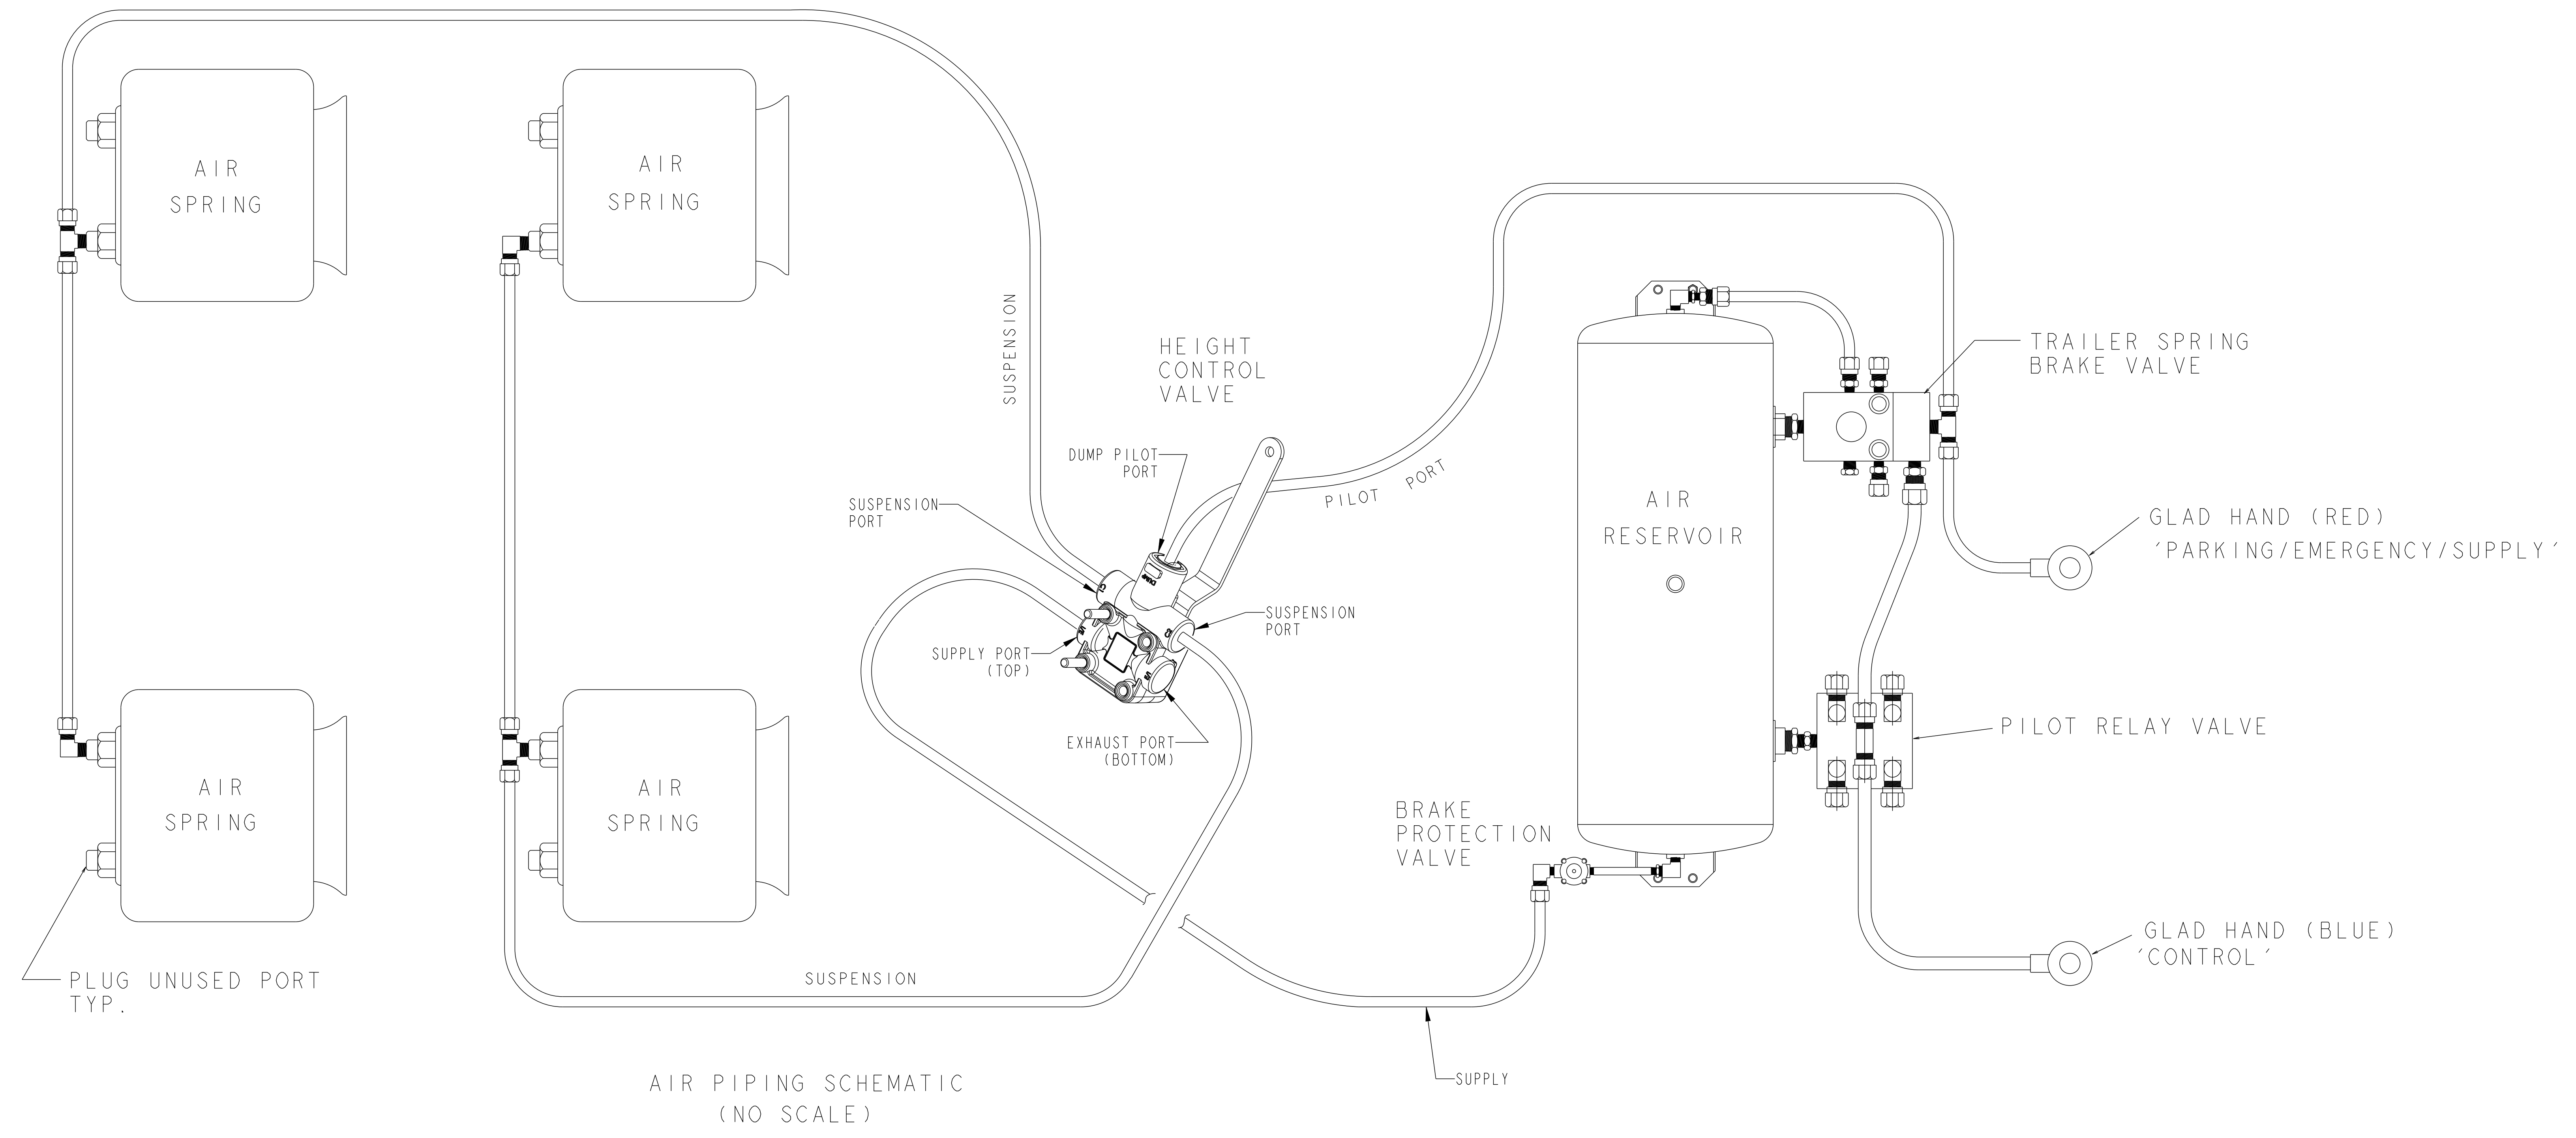 AIR
SPRING
AIR
SPRING
SUSPENSION
HEIGHT
CONTROL
VALVE
TRAILER SPRING
BRAKE VALVE
DUMP PILOT
PORT
PILOT PORT
SUSPENSION
PORT
AIR
RESERVOIR
GLAD HAND (RED)
'PARKING/EMERGENCY/SUPPLY'
DUMP
SUSPENSION
PORT
SUPPLY PORT
(TOP)
EXHAUST PORT
(BOTTOM)
PILOT RELAY VALVE
AIR
SPRING
AIR
SPRING
BRAKE
PROTECTION
VALVE
GLAD HAND (BLUE)
'CONTROL'
PLUG UNUSED PORT
TYP.
SUSPENSION
SUPPLY
AIR PIPING SCHEMATIC
(NO SCALE)